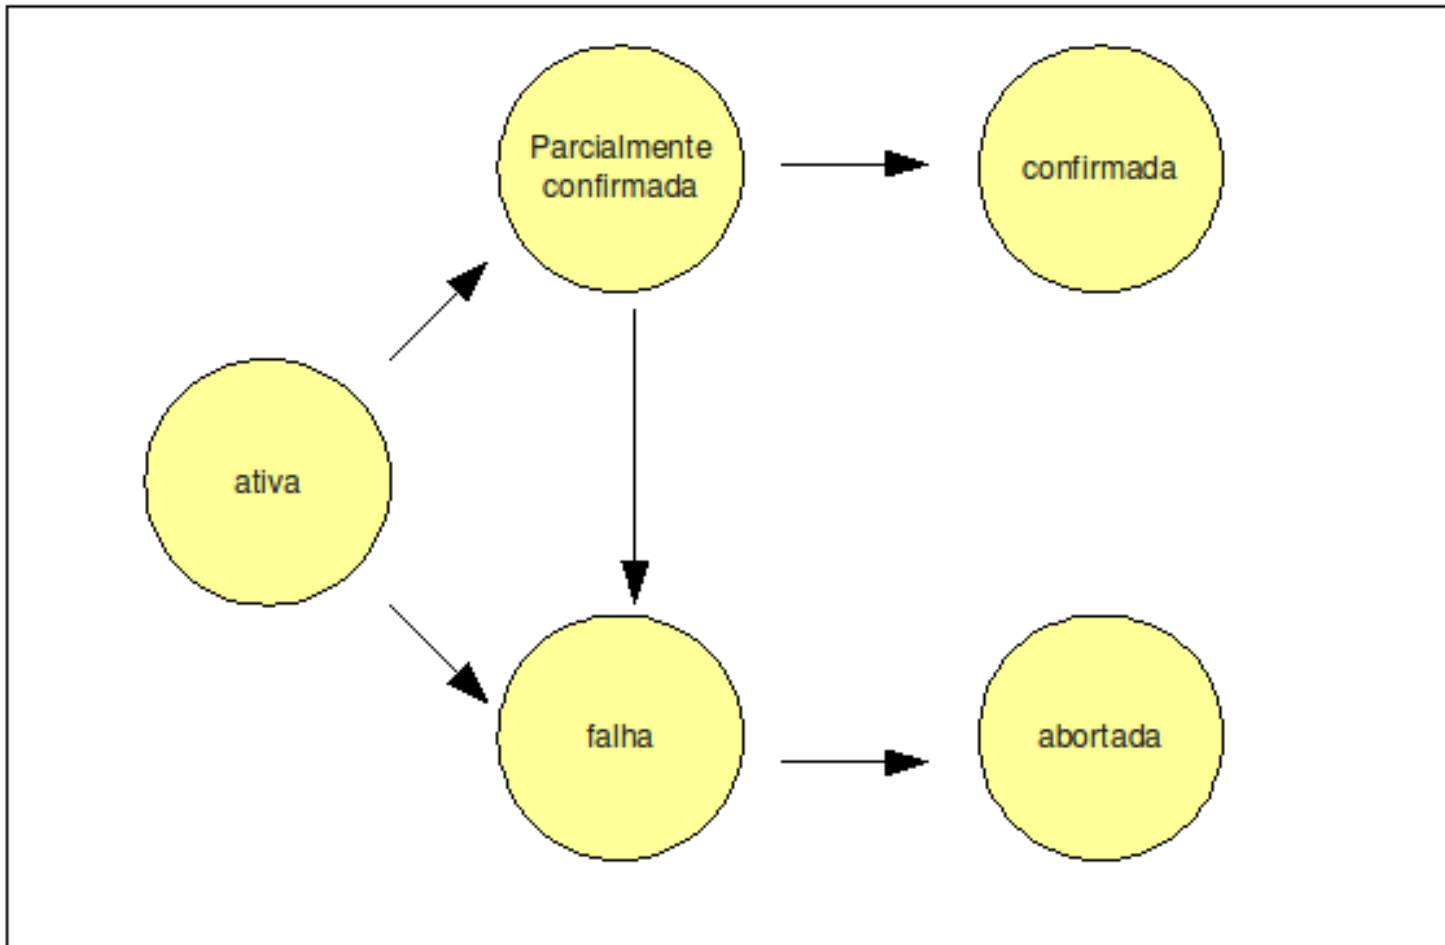 Parcialmente
confirmada
confirmada
ativa
falha
abortada